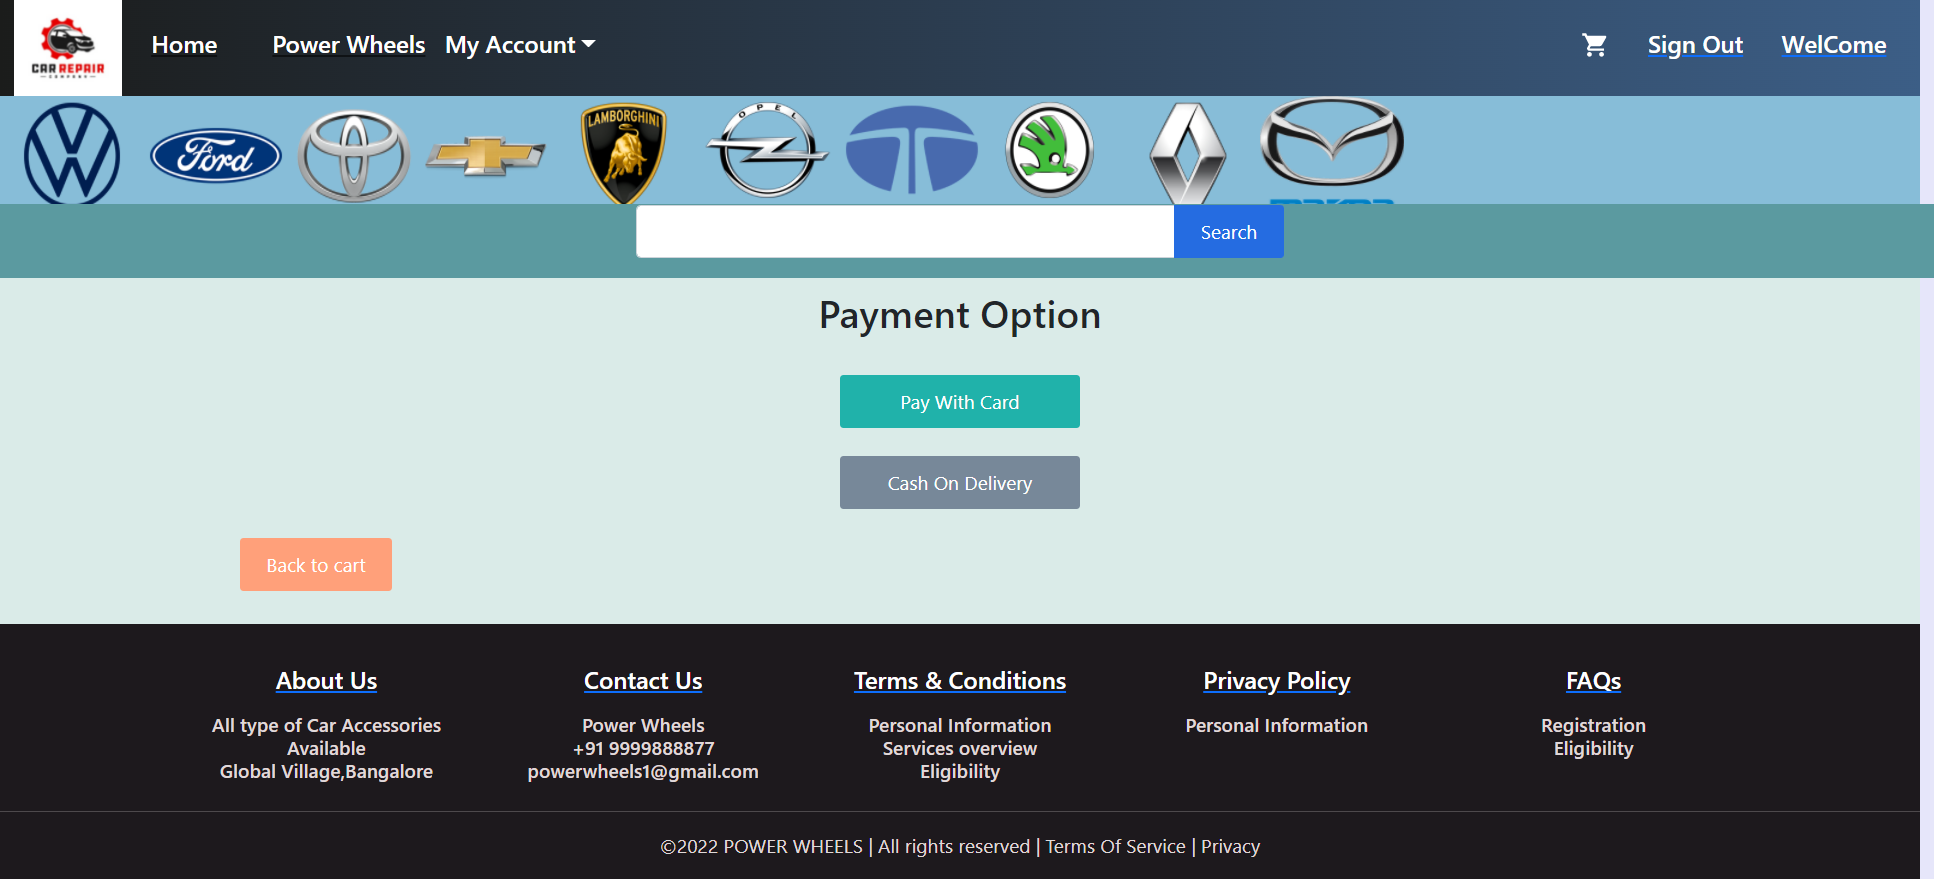 CAR REPAIR
COMPANY
Home
Power Wheels
My Account
Sign Out
WelCome
Ford
LAMBORGHINI
OPEL
Search
Payment Option
Pay With Card
Cash On Delivery
Back to cart
About Us
All type of Car Accessories
Available
Global Village,Bangalore
Contact Us
Power Wheels
+91 9999888877
powerwheels1@gmail.com
Terms & Conditions
Personal Information
Services overview
Eligibility
Privacy Policy
Personal Information
FAQs
Registration
Eligibility
©2022 POWER WHEELS | All rights reserved | Terms Of Service | Privacy